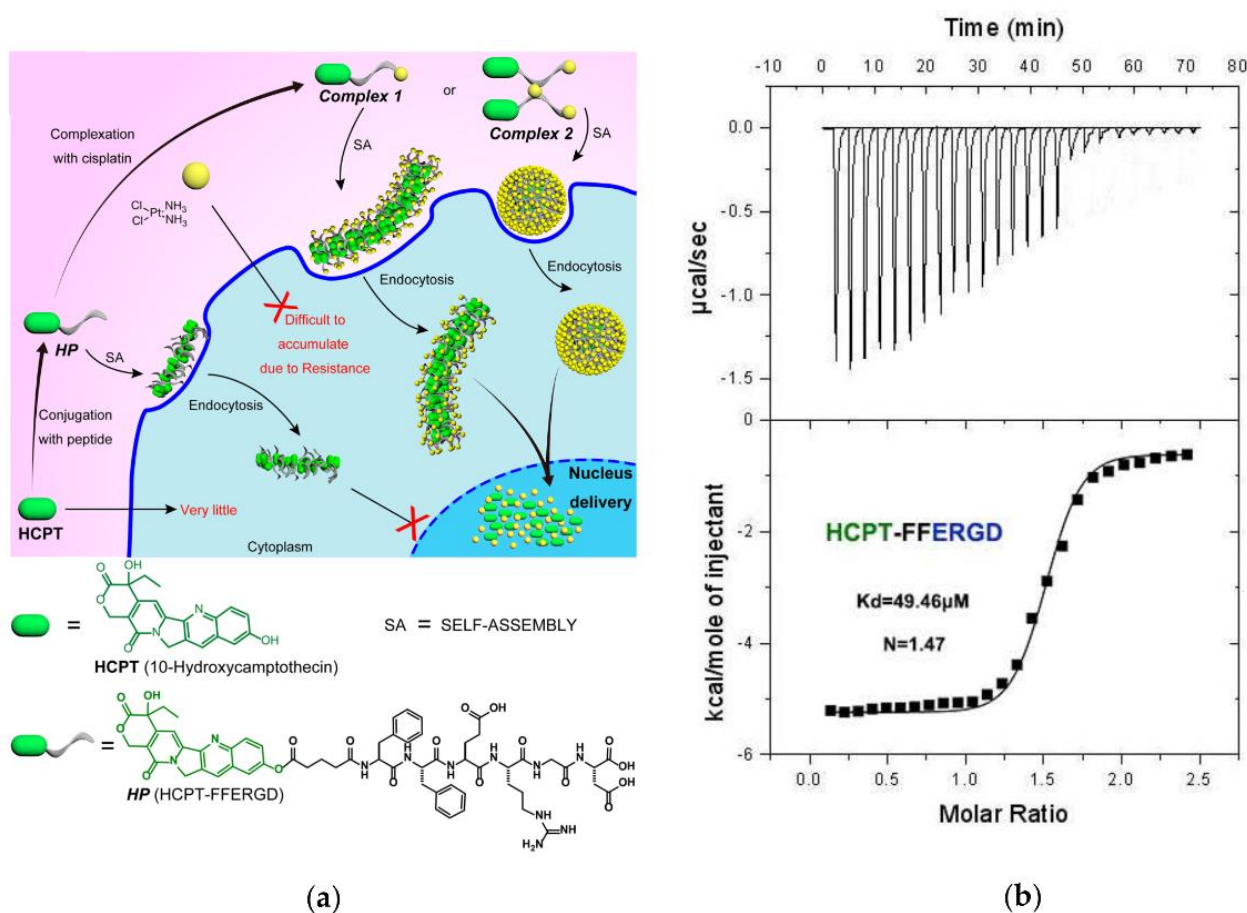 Complex 1
or
Complex 2
SA
SA
Complexation
with cisplatin
Cl
NH3
Pt
Cl
NH3
Endocytosis
Endocytosis
Difficult to
accumulate
due to Resistance
HP
SA
Endocytosis
Conjugation
with peptide
Nucleus
delivery
HCPT
Very little
Cytoplasm
OH
O
O
N
N
O
OH
=
HCPT (10-Hydroxycamptothecin)
SA = SELF-ASSEMBLY
=
OH
O
O
N
N
O
O
O
O
N
H
O
H
N
O
N
H
O
OH
O
H
N
O
N
H
O
H
N
O
OH
O
OH
NH
NH
H2N
HP (HCPT-FFERGD)
(a)
Time (min)
-10 0 10 20 30 40 50 60 70 80
0.0
-0.5
-1.0
-1.5
µcal/sec
0
-2
-4
-6
kcal/mole of injectant
HCPT-FFERGD
Kd=49.46µM
N=1.47
0.0 0.5 1.0 1.5 2.0 2.5
Molar Ratio
(b)